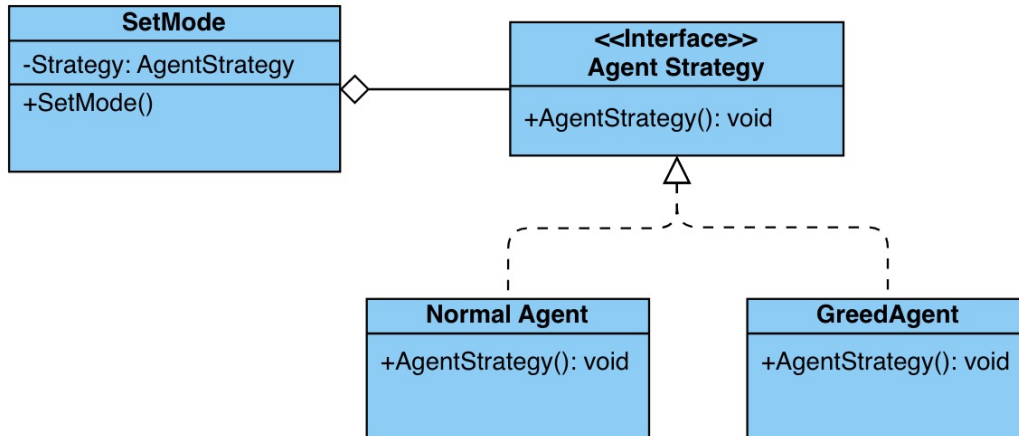 SetMode
-Strategy: AgentStrategy
+SetMode()
<<Interface>>
Agent Strategy
+AgentStrategy(): void
Normal Agent
+AgentStrategy(): void
GreedAgent
+AgentStrategy(): void